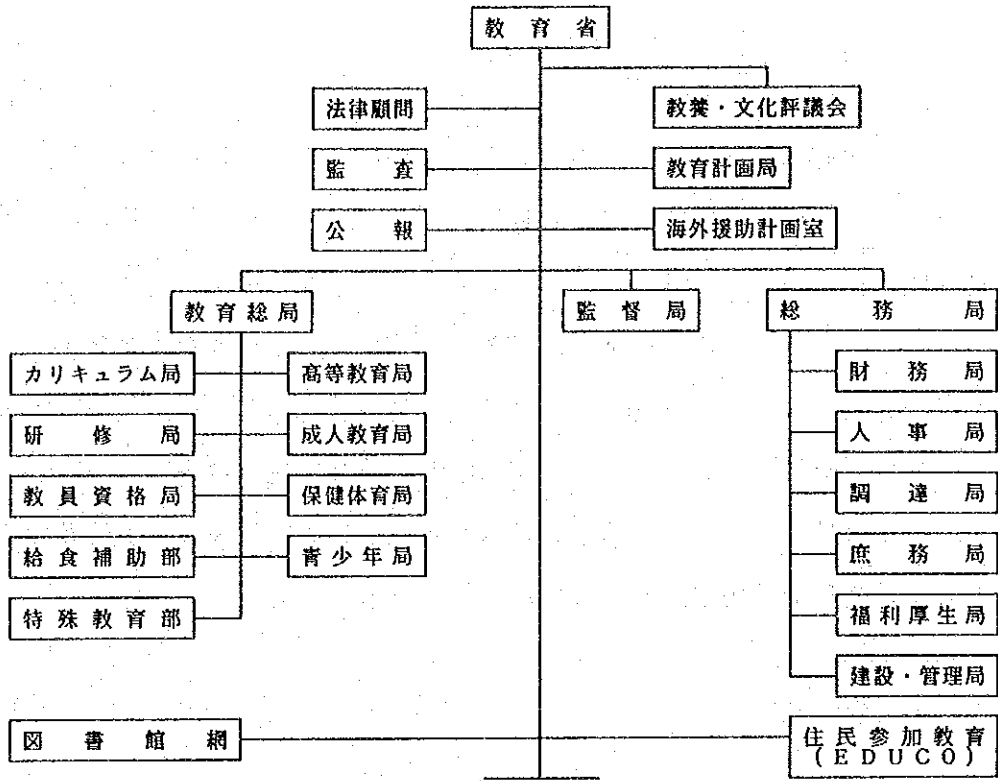 教育省
法律顧問
教養・文化評議会
監査
教育計画局
公報
海外援助計画室
教育総局
監督局
総務局
カリキュラム局
高等教育局
財務局
研修局
成人教育局
人事局
教員資格局
保健体育局
調達局
給食補助部
青少年局
庶務局
特殊教育部
福利厚生局
建設・管理局
図書館網
住民参加教育
(EDUCO)